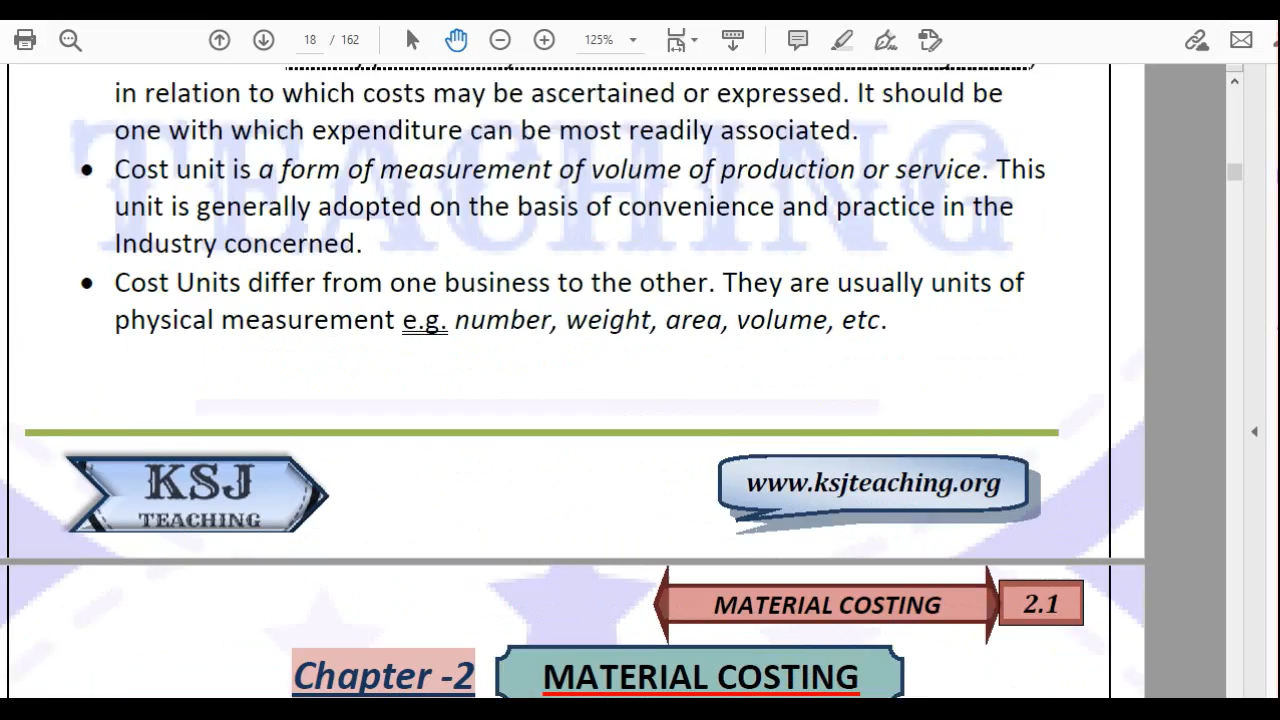 18 / 162
125%
in relation to which costs may be ascertained or expressed. It should be
one with which expenditure can be most readily associated.
• Cost unit is a form of measurement of volume of production or service. This
unit is generally adopted on the basis of convenience and practice in the
Industry concerned.
• Cost Units differ from one business to the other. They are usually units of
physical measurement e.g. number, weight, area, volume, etc.
TEACHING
KSJ
TEACHING
www.ksjteaching.org
MATERIAL COSTING
2.1
Chapter -2
MATERIAL COSTING